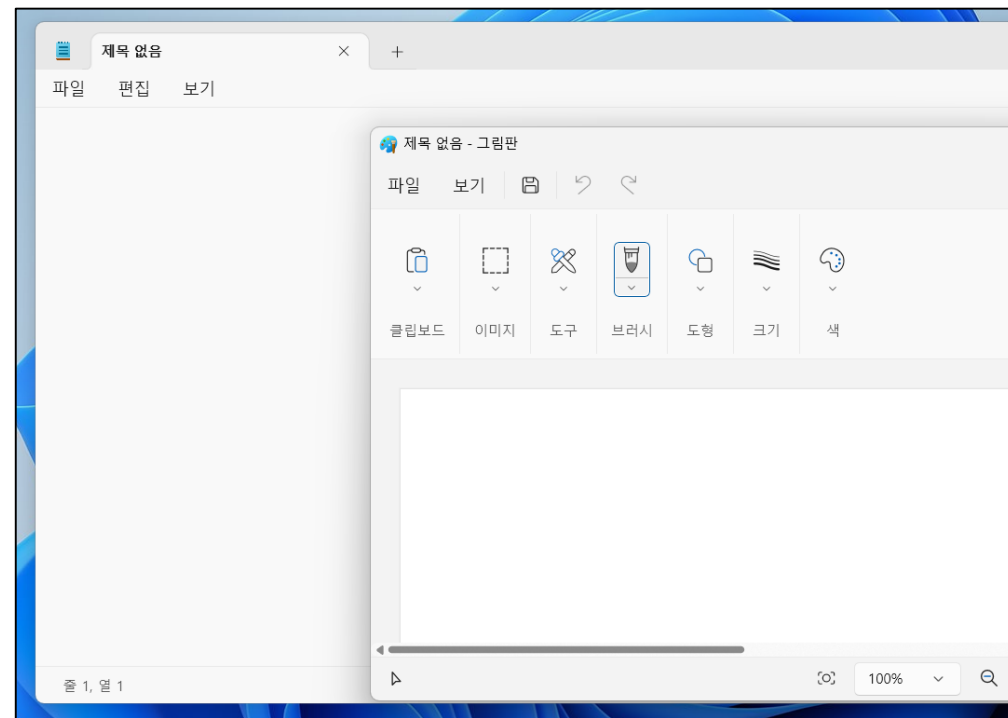 제목 없음
파일 편집 보기
제목 없음 - 그림판
파일 보기
클립보드 이미지 도구 브러시 도형 크기 색
줄 1, 열 1
100%